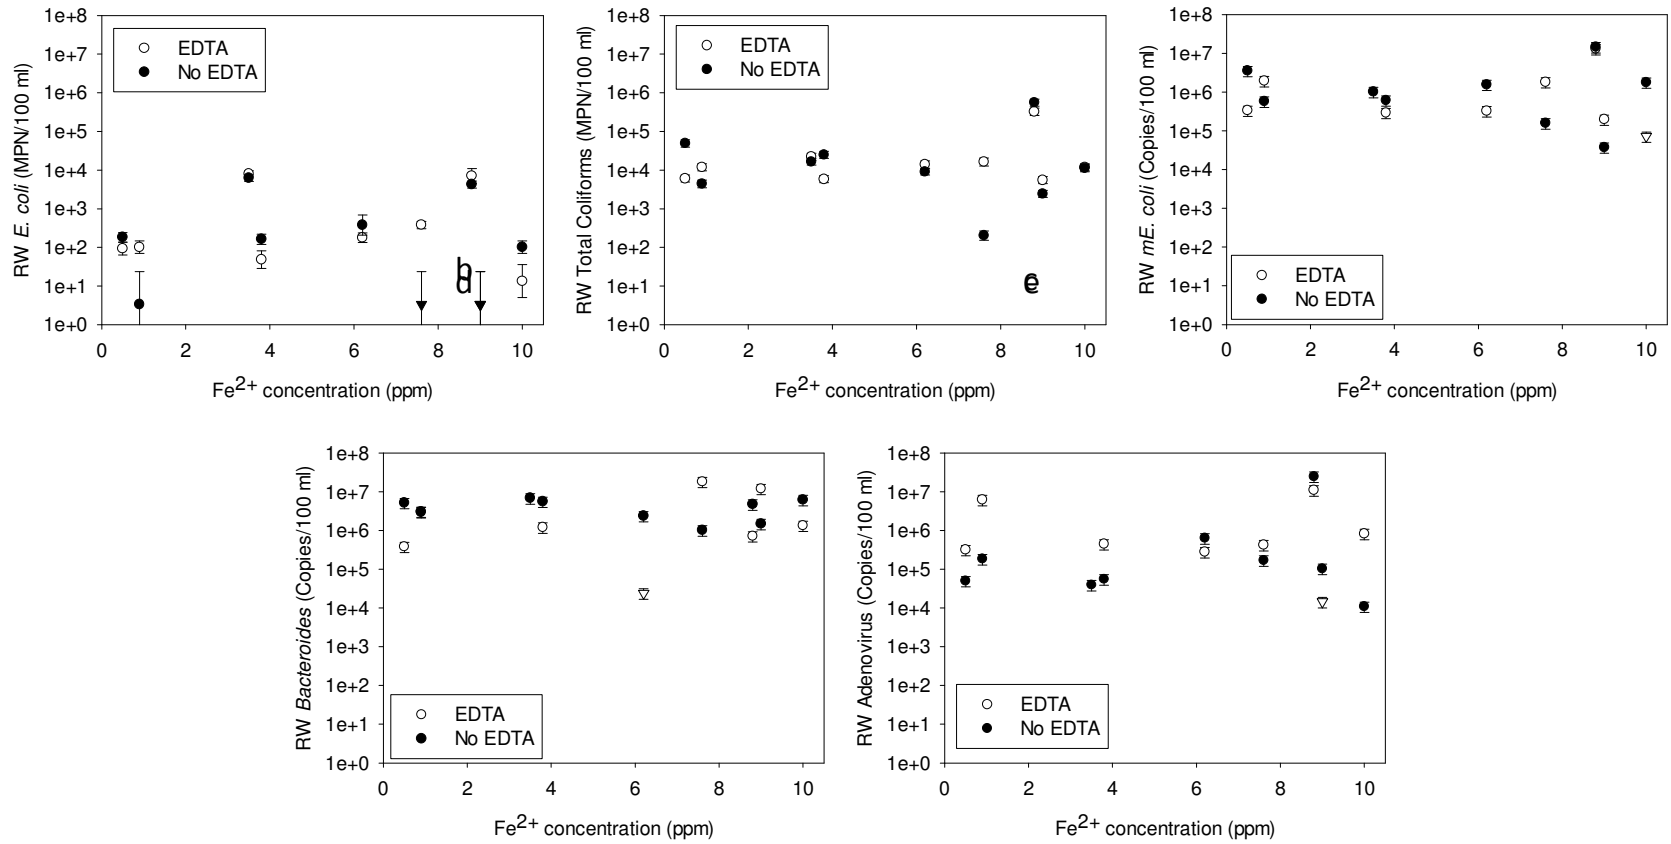 RW E. coli (MPN/100 ml)
1e+8
1e+7
1e+6
1e+5
1e+4
1e+3
1e+2
1e+1
1e+0
EDTA
No EDTA
b
d
0 2 4 6 8 10
Fe2+ concentration (ppm)
RW Total Coliforms (MPN/100 ml)
1e+8
1e+7
1e+6
1e+5
1e+4
1e+3
1e+2
1e+1
1e+0
EDTA
No EDTA
0 2 4 6 8 10
Fe2+ concentration (ppm)
RW mE. coli (Copies/100 ml)
1e+8
1e+7
1e+6
1e+5
1e+4
1e+3
1e+2
1e+1
1e+0
EDTA
No EDTA
0 2 4 6 8 10
Fe2+ concentration (ppm)
RW Bacteroides (Copies/100 ml)
1e+8
1e+7
1e+6
1e+5
1e+4
1e+3
1e+2
1e+1
1e+0
EDTA
No EDTA
0 2 4 6 8 10
Fe2+ concentration (ppm)
RW Adenovirus (Copies/100 ml)
1e+8
1e+7
1e+6
1e+5
1e+4
1e+3
1e+2
1e+1
1e+0
EDTA
No EDTA
0 2 4 6 8 10
Fe2+ concentration (ppm)